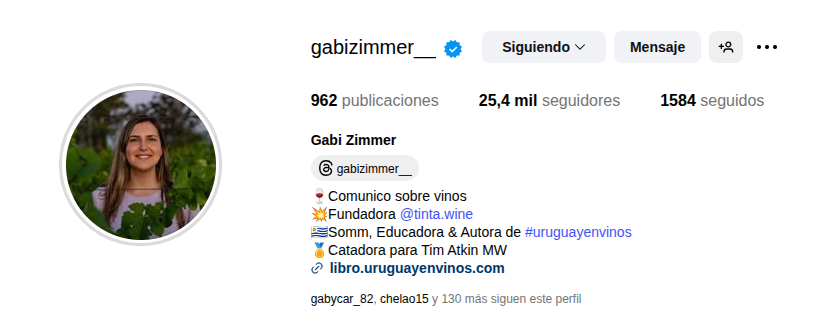 gabizimmer__ Siguiendo Mensaje
962 publicaciones 25,4 mil seguidores 1584 seguidos
Gabi Zimmer
gabizimmer__
🍷Comunico sobre vinos
💥Fundadora @tinta.wine
🇺🇾Somm, Educadora & Autora de #uruguayenvinos
🏅Catadora para Tim Atkin MW
libro.uruguayenvinos.com
gabycar_82, chelao15 y 130 más siguen este perfil